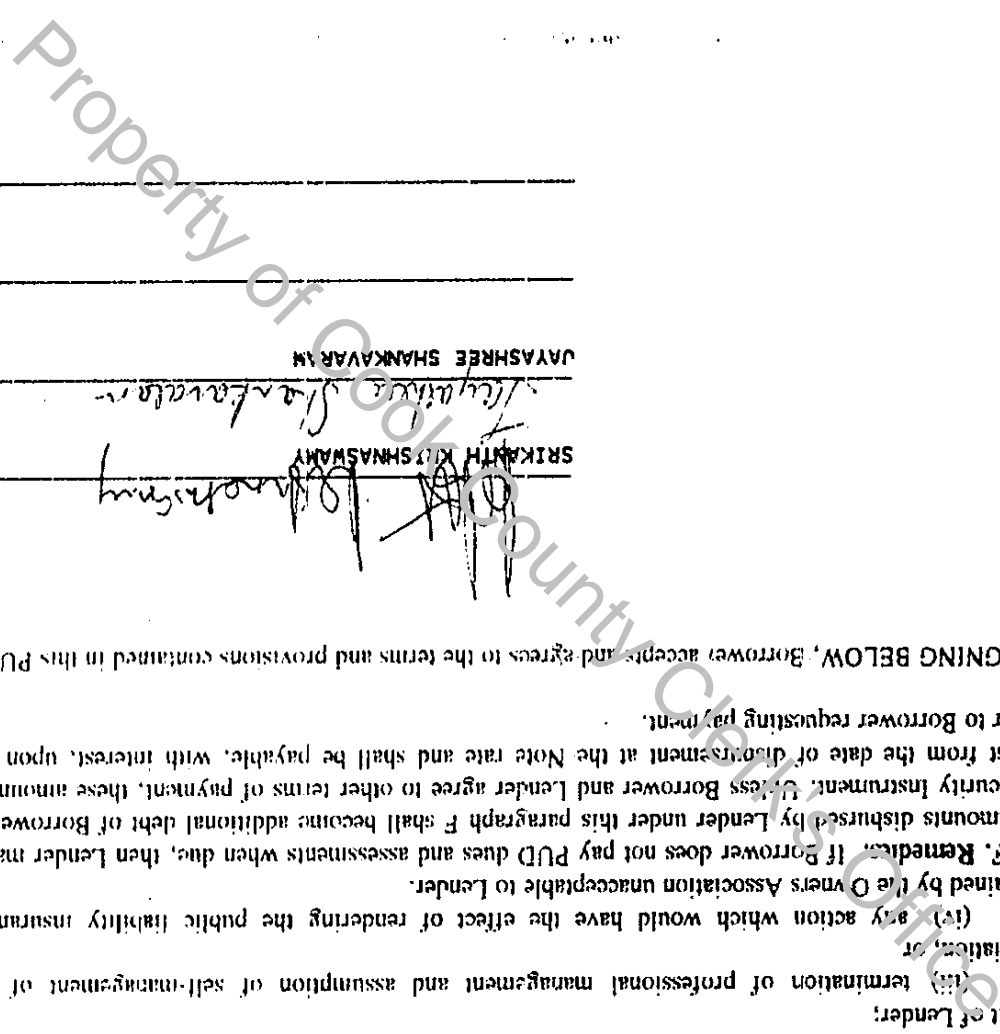 t of Lender;
(iii) termination of professional management and assumption of self-management of
iation; or
(iv) any action which would have the effect of rendering the public liability insuran
ained by the Owners Association unacceptable to Lender.
F. Remedies. If Borrower does not pay PUD dues and assessments when due, then Lender ma
mounts disbursed by Lender under this paragraph F shall become additional debt of Borrowe
curity Instrument. Unless Borrower and Lender agree to other terms of payment, these amoun
st from the date of disbursement at the Note rate and shall be payable, with interest, upon
r to Borrower requesting payment.
GNING BELOW, Borrower accepts and agrees to the terms and provisions contained in this PU
Krishnaswamy
SRIKANTH KRISHNASWAMY
Jayashree Shankavaram
JAYASHREE SHANKAVARAM
Property of Cook County Clerk's Office